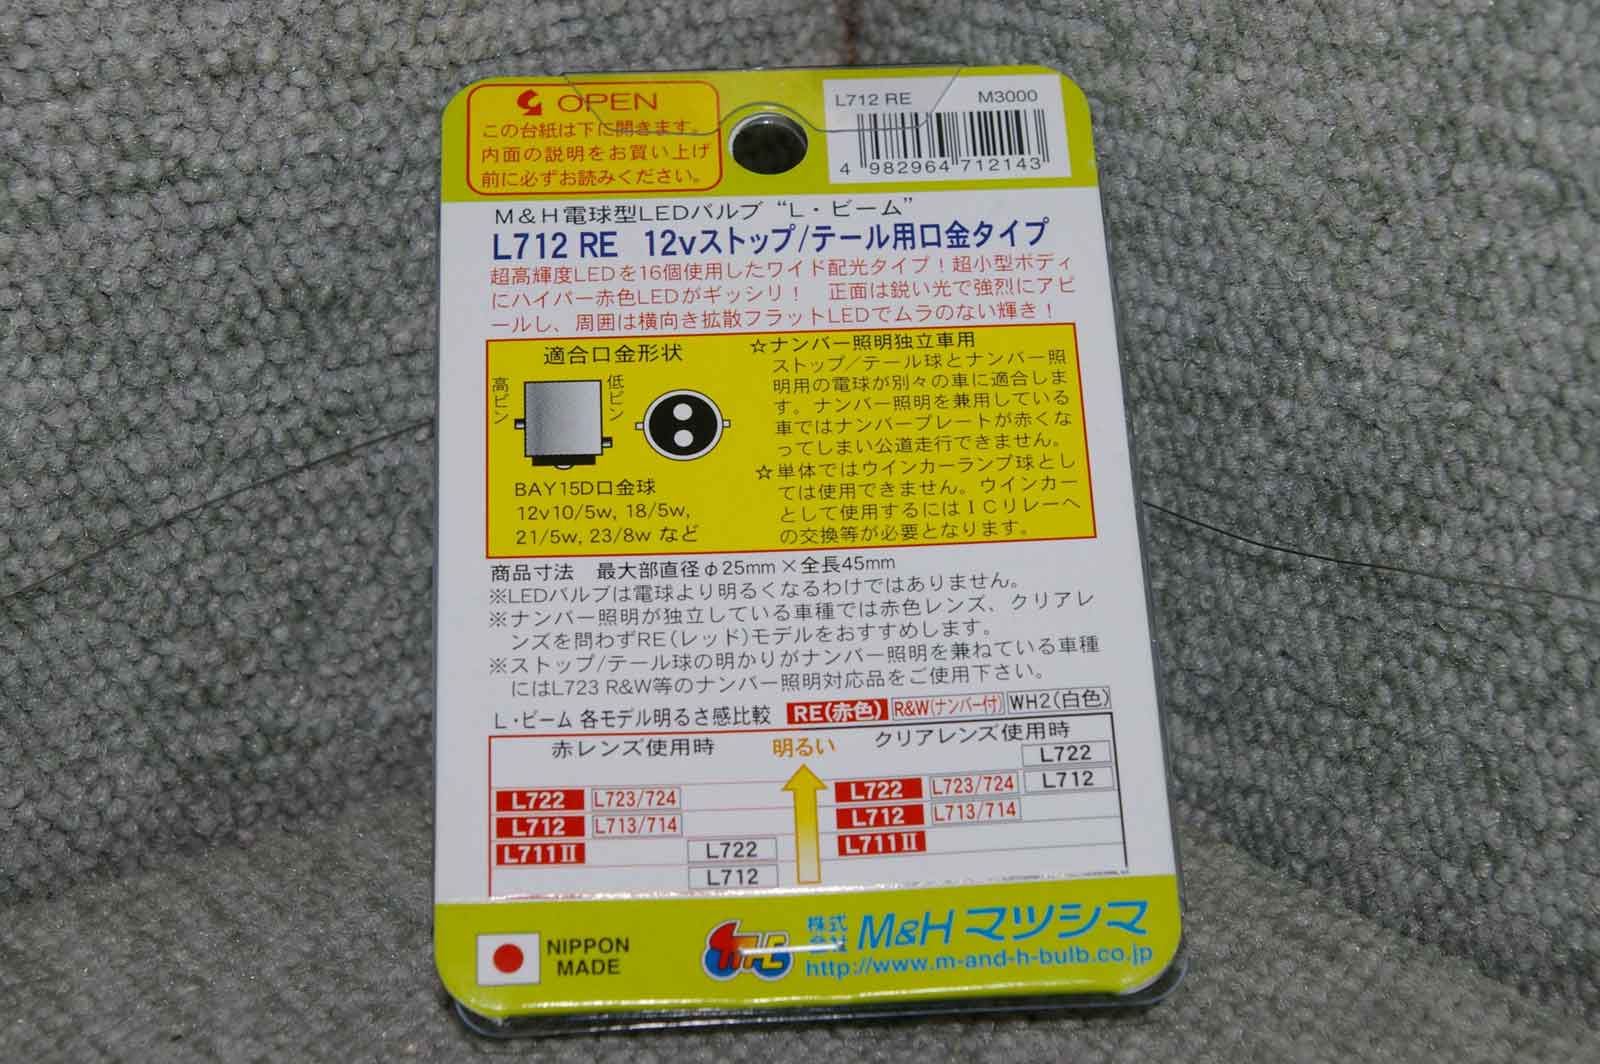 OPEN
この台紙は下に開きます。
内面の説明をお買い上げ
前に必ずお読みください。
L712 RE M3000
4 982964 712143
M&H電球型LEDバルブ“L・ビーム”
L712 RE 12vストップ/テール用口金タイプ
超高輝度LEDを16個使用したワイド配光タイプ！超小型ボディ
にハイパー赤色LEDがギッシリ！ 正面は鋭い光で強烈にアピ
ールし、周囲は横向き拡散フラットLEDでムラのない輝き！
適合口金形状
高ピン
低ピン
BAY15D口金球
12v10/5w, 18/5w,
21/5w, 23/8w など
☆ナンバー照明独立車用
ストップ/テール球とナンバー照
明用の電球が別々の車に適合しま
す。ナンバー照明を兼用している
車ではナンバープレートが赤くな
ってしまい公道走行できません。
☆単体ではウインカーランプ球とし
ては使用できません。ウインカー
として使用するにはICリレーへ
の交換等が必要となります。
商品寸法 最大部直径φ25mm×全長45mm
※LEDバルブは電球より明るくなるわけではありません。
※ナンバー照明が独立している車種では赤色レンズ、クリアレ
ンズを問わずRE(レッド)モデルをおすすめします。
※ストップ/テール球の明かりがナンバー照明を兼ねている車種
にはL723 R&W等のナンバー照明対応品をご使用下さい。
L・ビーム 各モデル明るさ感比較 RE(赤色) R&W(ナンバー付) WH2(白色)
赤レンズ使用時 明るい クリアレンズ使用時
L722
L722 L723/724 L722 L723/724 L712
L712 L713/714 L712 L713/714
L711Ⅱ L722 L711Ⅱ
L712
NIPPON
MADE
株式会社 M&H マツシマ
http://www.m-and-h-bulb.co.jp